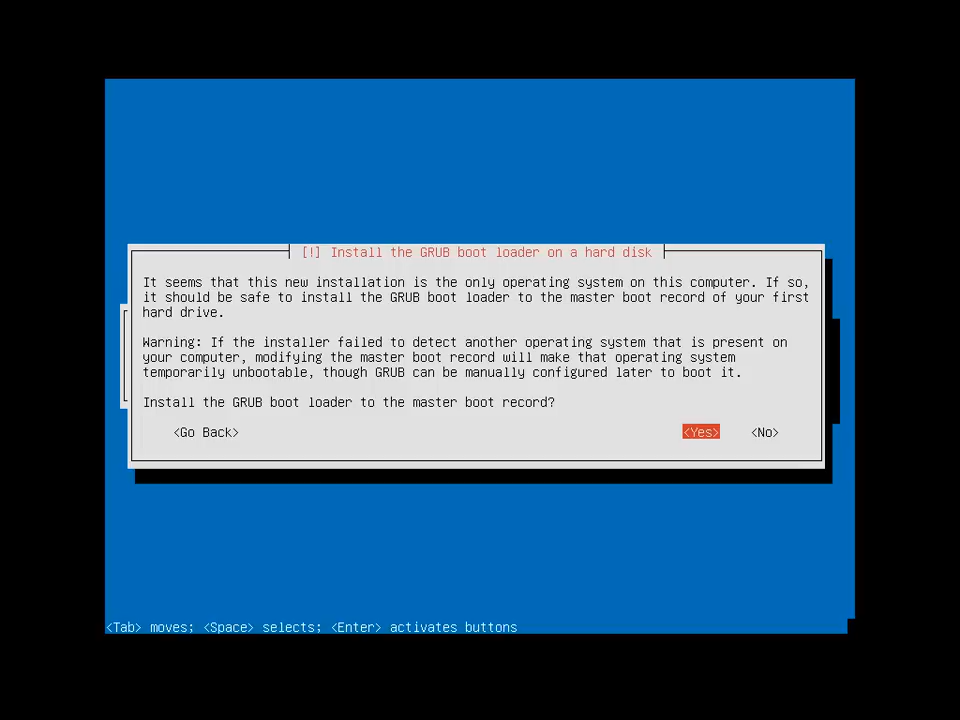 [!] Install the GRUB boot loader on a hard disk
It seems that this new installation is the only operating system on this computer. If so,
it should be safe to install the GRUB boot loader to the master boot record of your first
hard drive.
Warning: If the installer failed to detect another operating system that is present on
your computer, modifying the master boot record will make that operating system
temporarily unbootable, though GRUB can be manually configured later to boot it.
Install the GRUB boot loader to the master boot record?
<Go Back> <Yes> <No>
<Tab> moves; <Space> selects; <Enter> activates buttons